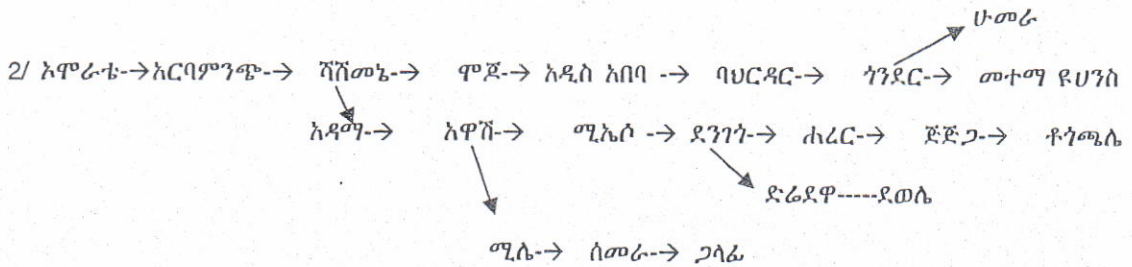 ሁመራ
2/ ኦሞራቴ-→አርባምንጭ-→ ሻሸመኔ-→ ሞጆ-→ አዲስ አበባ -→ ባህርዳር-→ ጎንደር-→ መተማ ዩሀንስ
አዳማ-→ አዋሽ-→ ሚኤሶ -→ ደንገጎ-→ ሐረር-→ ጅጅጋ-→ ቶጎጫሌ
ድሬደዋ-----ደወሌ
ሚሌ-→ ሰመራ-→ ጋላፊ